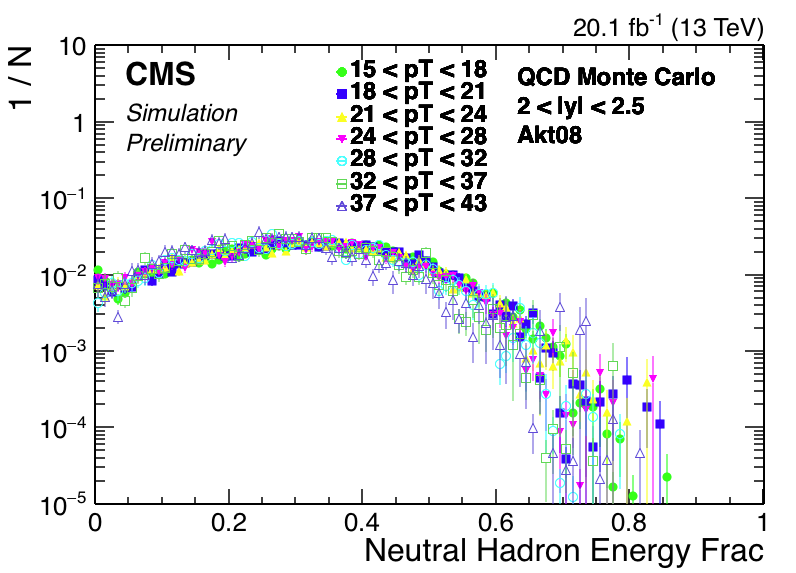 20.1 fb⁻¹ (13 TeV)
1 / N
10
1
10⁻¹
10⁻²
10⁻³
10⁻⁴
10⁻⁵
CMS
Simulation
Preliminary
15 < pT < 18
18 < pT < 21
21 < pT < 24
24 < pT < 28
28 < pT < 32
32 < pT < 37
37 < pT < 43
QCD Monte Carlo
2 < lyl < 2.5
Akt08
0 0.2 0.4 0.6 0.8 1
Neutral Hadron Energy Frac